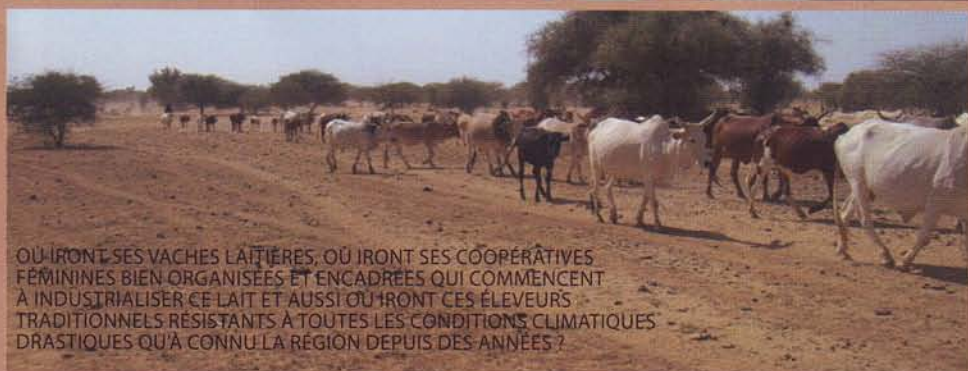 OÙ IRONT SES VACHES LAITIÈRES, OÙ IRONT SES COOPÉRATIVES
FÉMININES BIEN ORGANISÉES ET ENCADRÉES QUI COMMENCENT
À INDUSTRIALISER CE LAIT ET AUSSI OÙ IRONT CES ÉLEVEURS
TRADITIONNELS RÉSISTANTS À TOUTES LES CONDITIONS CLIMATIQUES
DRASTIQUES QU'À CONNU LA RÉGION DEPUIS DES ANNÉES ?